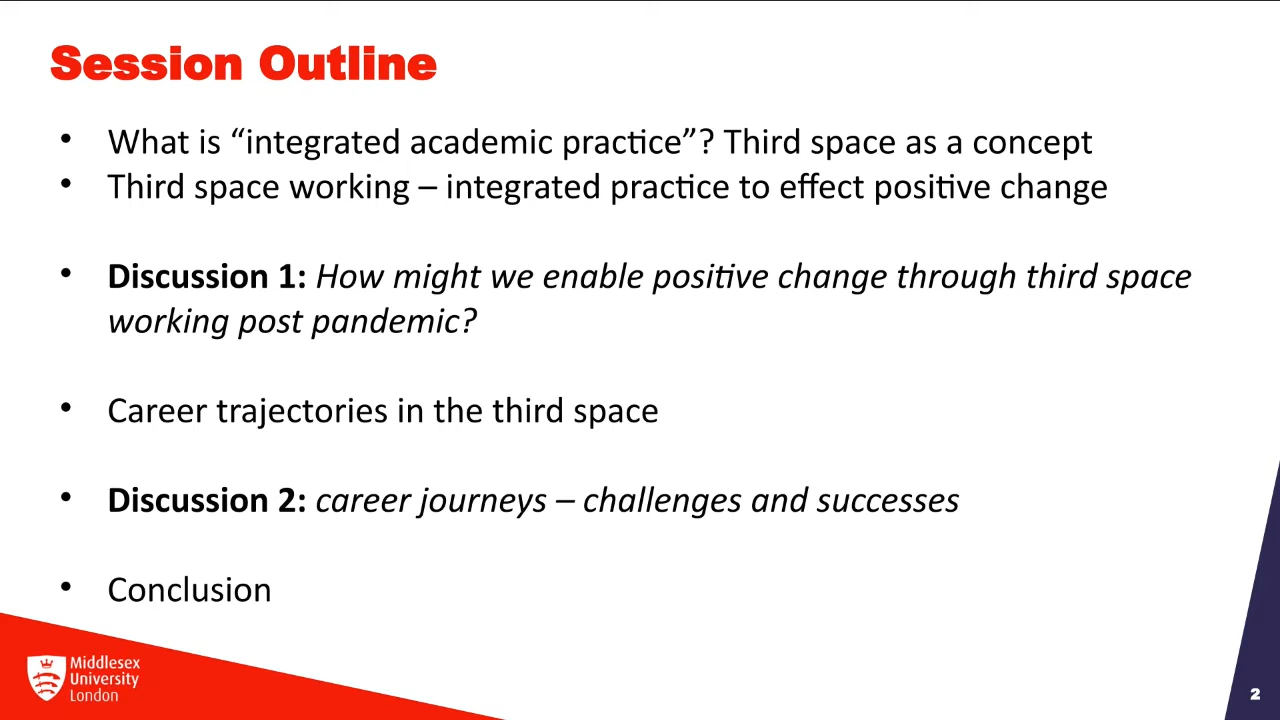 Session Outline
• What is “integrated academic practice”? Third space as a concept
• Third space working – integrated practice to effect positive change
• Discussion 1: How might we enable positive change through third space
working post pandemic?
• Career trajectories in the third space
• Discussion 2: career journeys – challenges and successes
• Conclusion
Middlesex
University
London
2